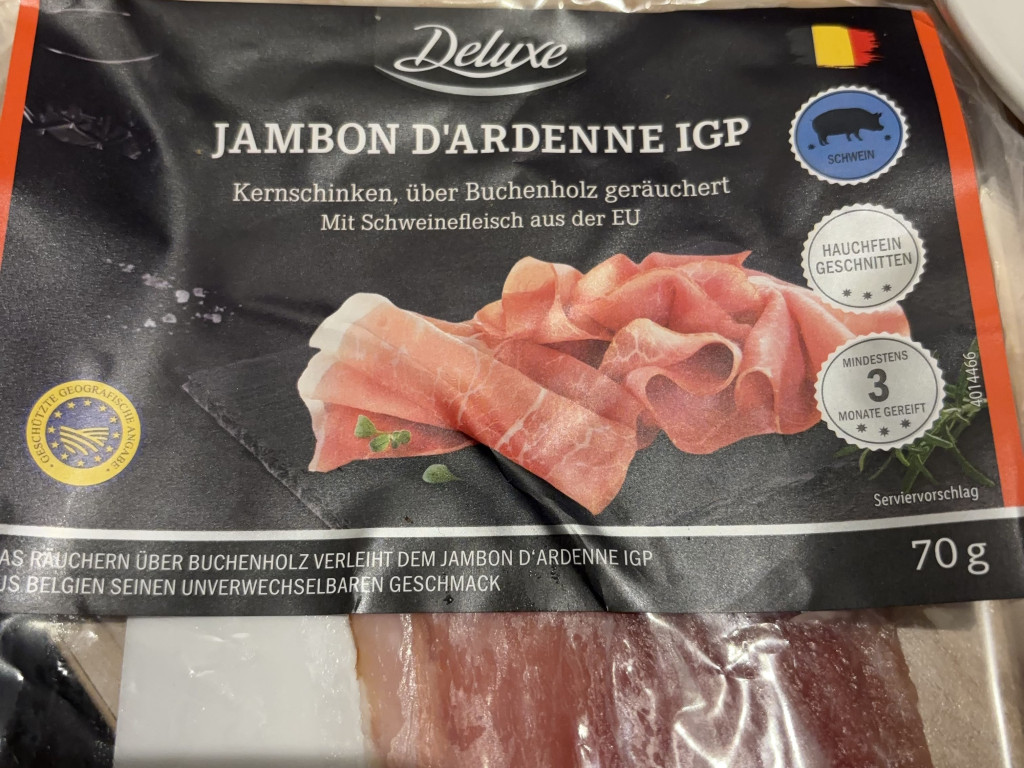 Deluxe
JAMBON D'ARDENNE IGP
Kernschinken, über Buchenholz geräuchert
Mit Schweinefleisch aus der EU
SCHWEIN
HAUCHFEIN
GESCHNITTEN
MINDESTENS
3
MONATE GEREIFT
4014466
GESCHÜTZTE GEOGRAFISCHE ANGABE
Serviervorschlag
AS RÄUCHERN ÜBER BUCHENHOLZ VERLEIHT DEM JAMBON D'ARDENNE IGP
US BELGIEN SEINEN UNVERWECHSELBAREN GESCHMACK
70 g